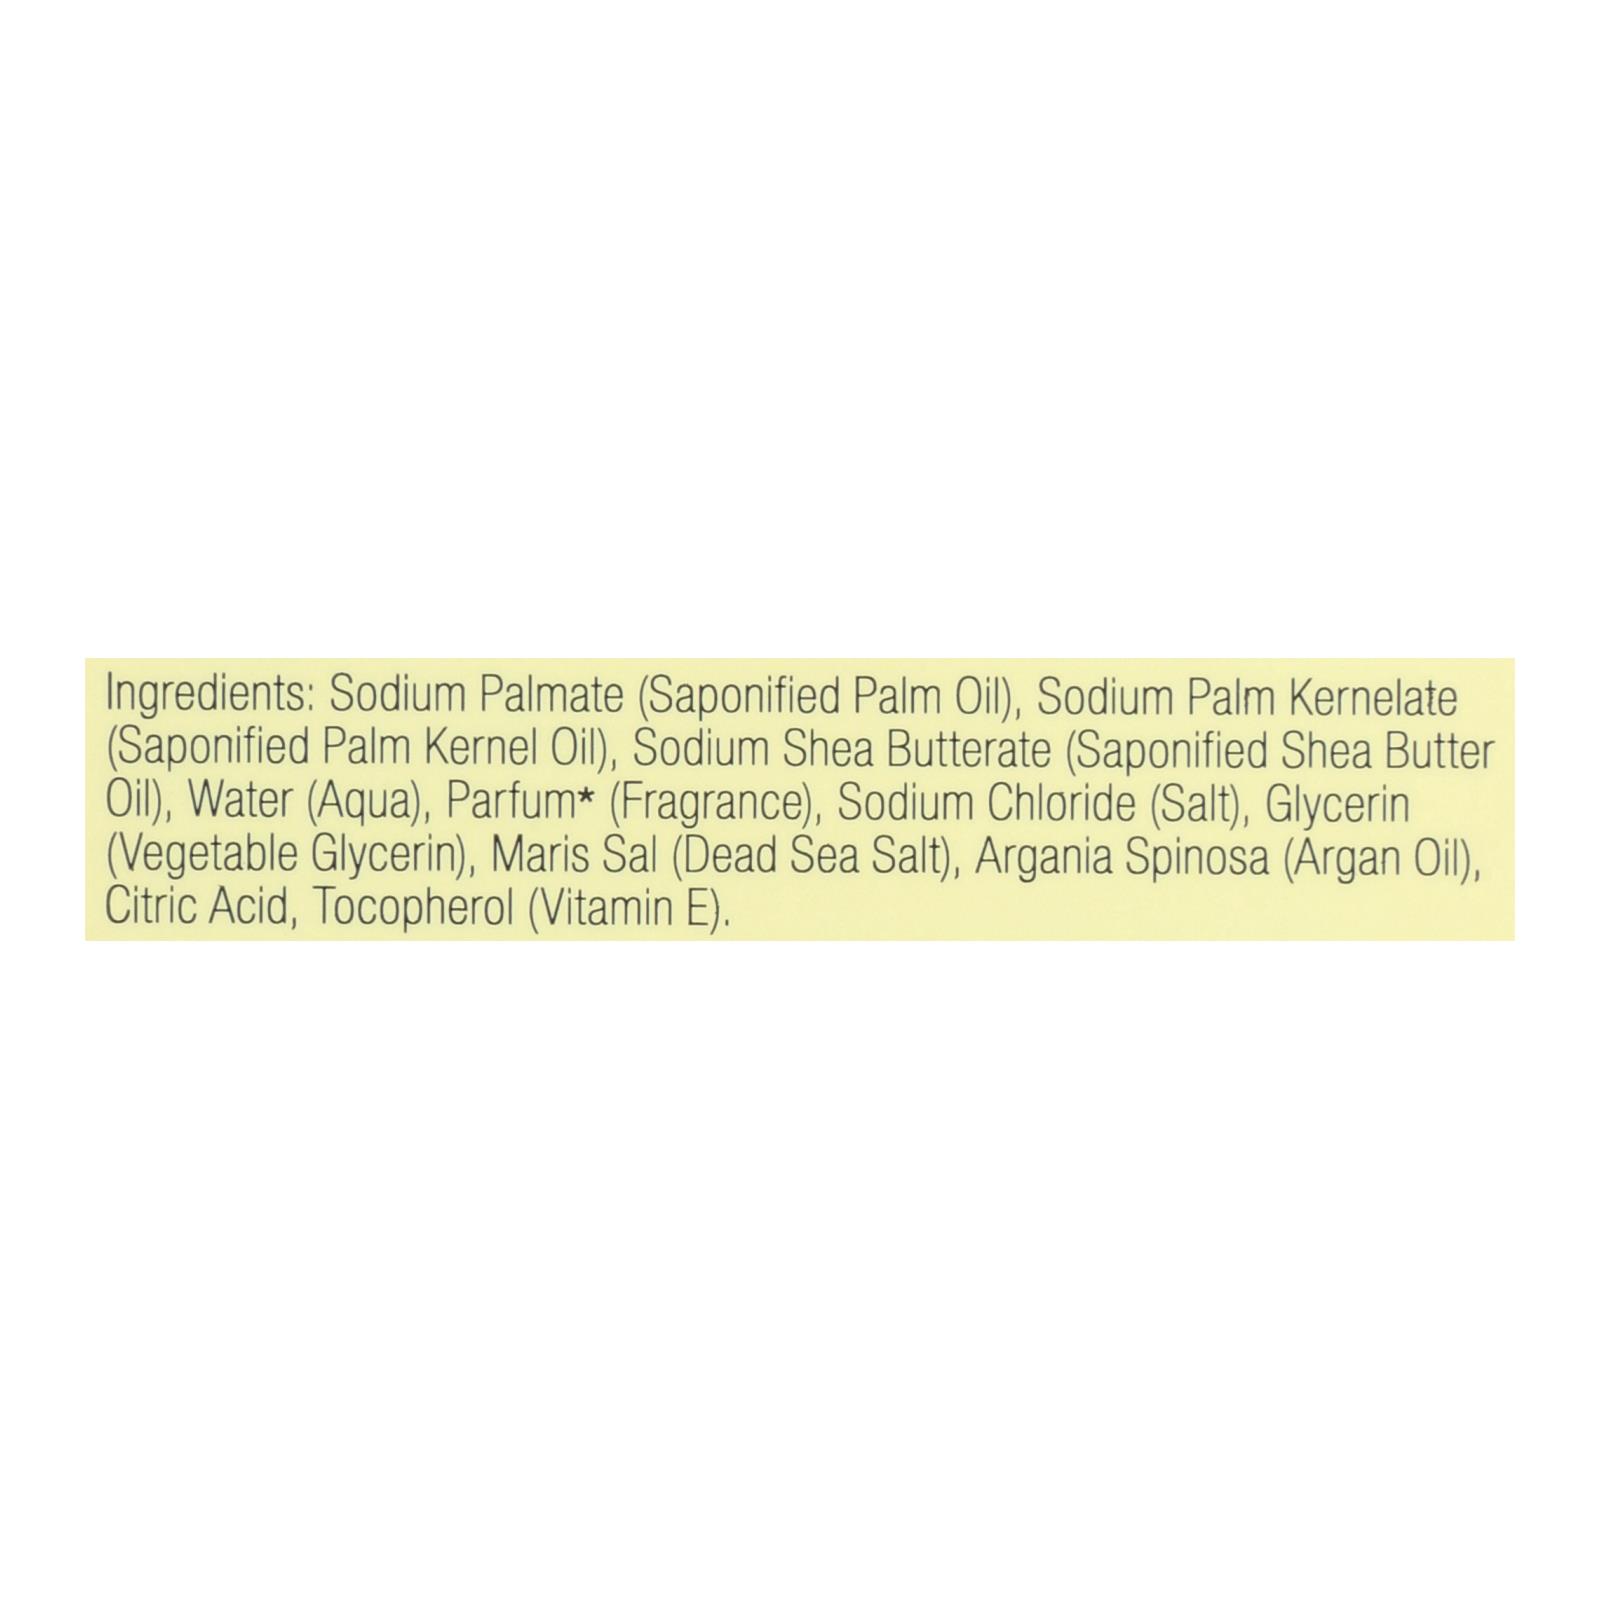 Ingredients: Sodium Palmate (Saponified Palm Oil), Sodium Palm Kernelate
(Saponified Palm Kernel Oil), Sodium Shea Butterate (Saponified Shea Butter
Oil), Water (Aqua), Parfum* (Fragrance), Sodium Chloride (Salt), Glycerin
(Vegetable Glycerin), Maris Sal (Dead Sea Salt), Argania Spinosa (Argan Oil),
Citric Acid, Tocopherol (Vitamin E).